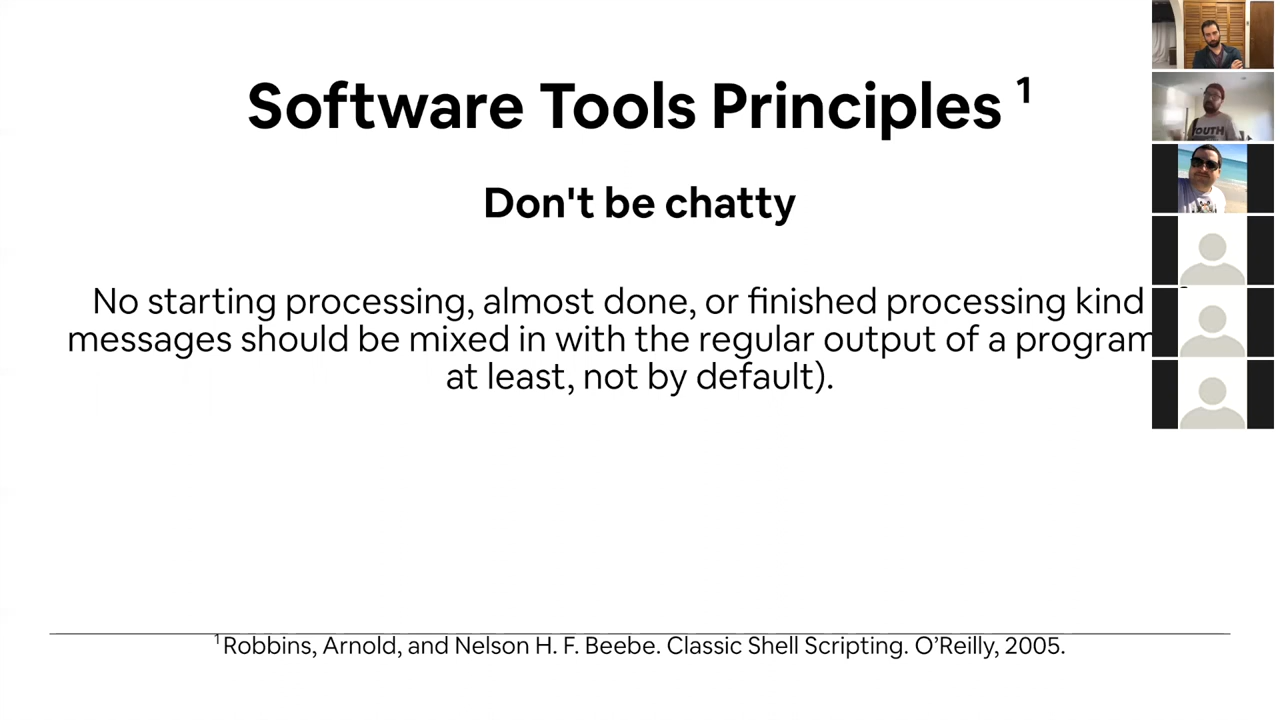 Software Tools Principles ¹
Don't be chatty
No starting processing, almost done, or finished processing kind
messages should be mixed in with the regular output of a program
at least, not by default).
¹ Robbins, Arnold, and Nelson H. F. Beebe. Classic Shell Scripting. O’Reilly, 2005.